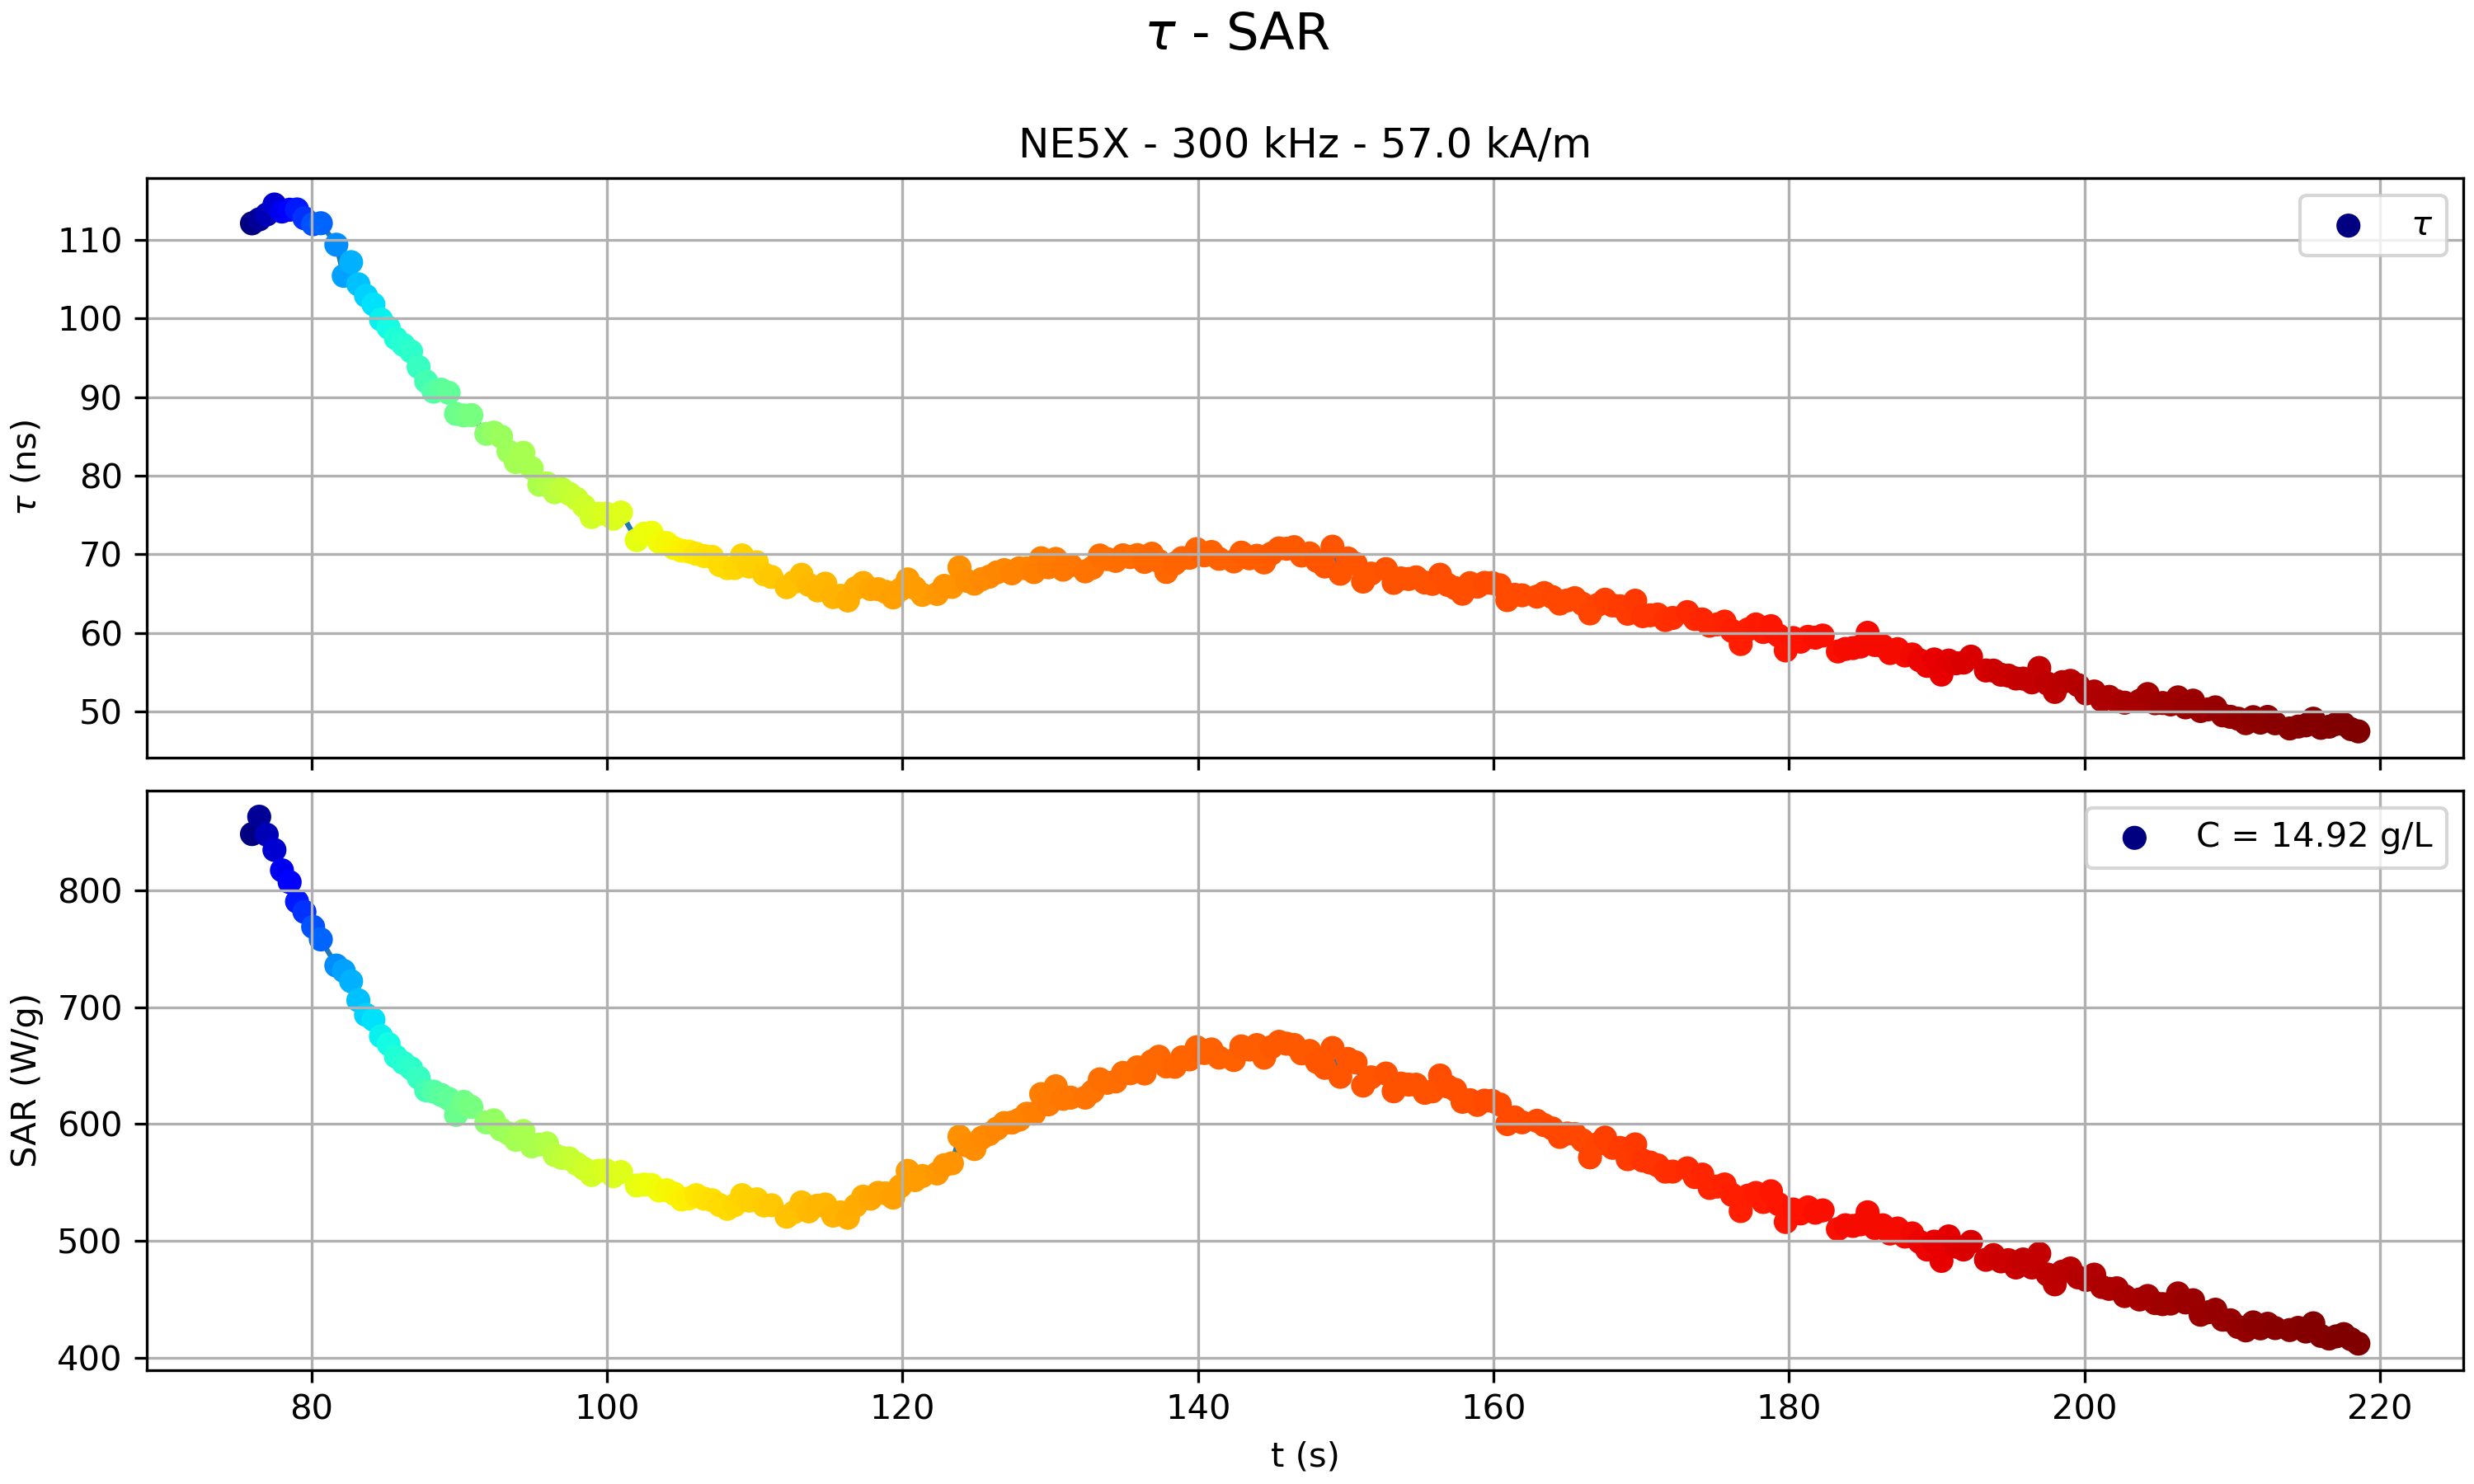 τ - SAR
NE5X - 300 kHz - 57.0 kA/m
τ
τ (ns)
110
100
90
80
70
60
50
C = 14.92 g/L
SAR (W/g)
800
700
600
500
400
80 100 120 140 160 180 200 220
t (s)